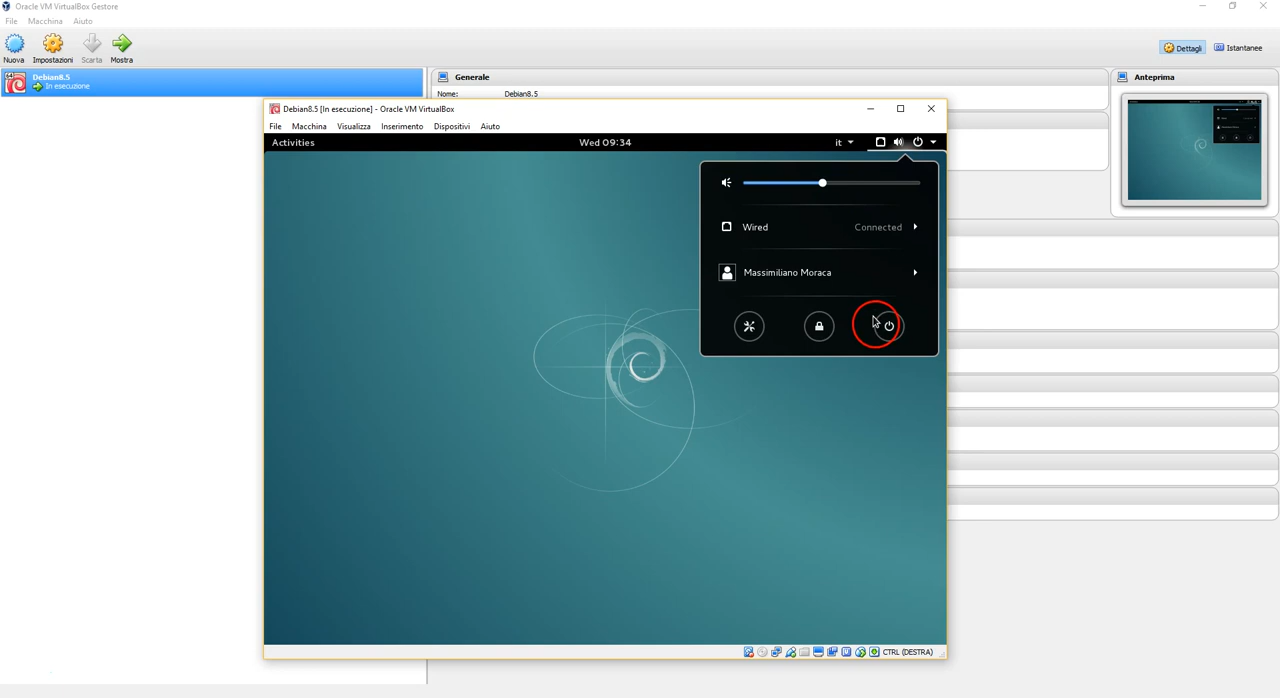 Oracle VM VirtualBox Gestore
File Macchina Aiuto
Nuova Impostazioni Scarta Mostra
Dettagli Istantanee
64
Debian8.5
In esecuzione
Generale
Nome: Debian8.5
Anteprima
Debian8.5 [In esecuzione] - Oracle VM VirtualBox
File Macchina Visualizza Inserimento Dispositivi Aiuto
Activities Wed 09:34 it
Wired Connected
Massimiliano Moraca
CTRL (DESTRA)